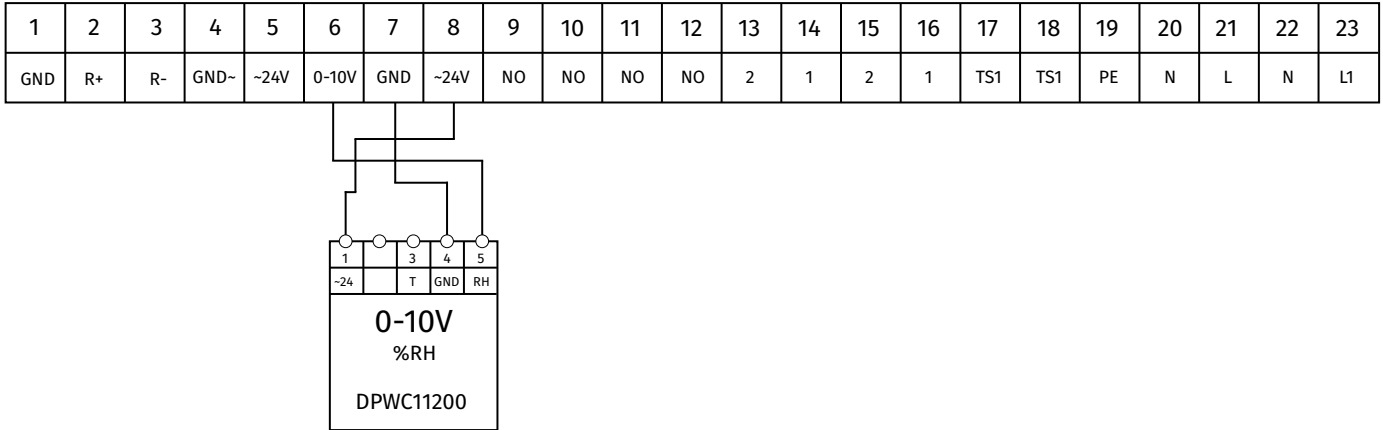 1 2 3 4 5 6 7 8 9 10 11 12 13 14 15 16 17 18 19 20 21 22 23
GND R+ R- GND~ ~24V 0-10V GND ~24V NO NO NO NO 2 1 2 1 TS1 TS1 PE N L N L1
1 3 4 5
~24 T GND RH
0-10V
%RH
DPWC11200